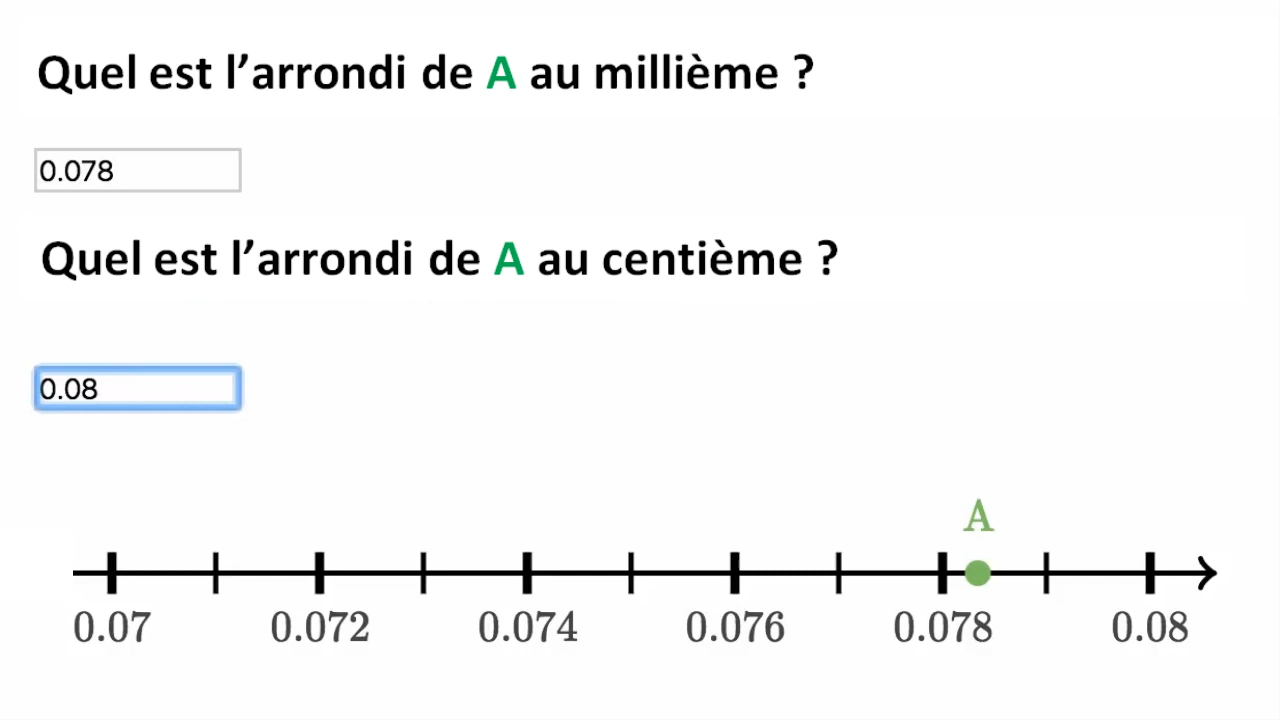 Quel est l’arrondi de A au millième ?
0.078
Quel est l’arrondi de A au centième ?
0.08
A
0.07 0.072 0.074 0.076 0.078 0.08